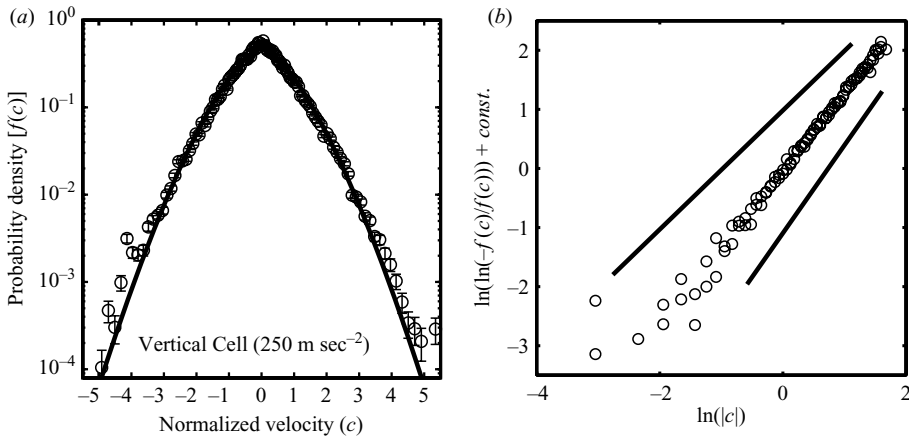 (a)
10⁰
10⁻¹
10⁻²
10⁻³
10⁻⁴
Probability density [f(c)]
Vertical Cell (250 m sec⁻²)
−5 −4 −3 −2 −1 0 1 2 3 4 5
Normalized velocity (c)
(b)
2
1
0
−1
−2
−3
ln(ln(−f (c)/f(c))) + const.
−4 −2 0 2
ln(|c|)